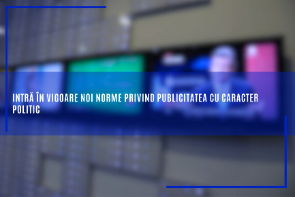 INTRĂ ÎN VIGOARE NOI NORME PRIVIND PUBLICITATEA CU CARACTER
POLITIC